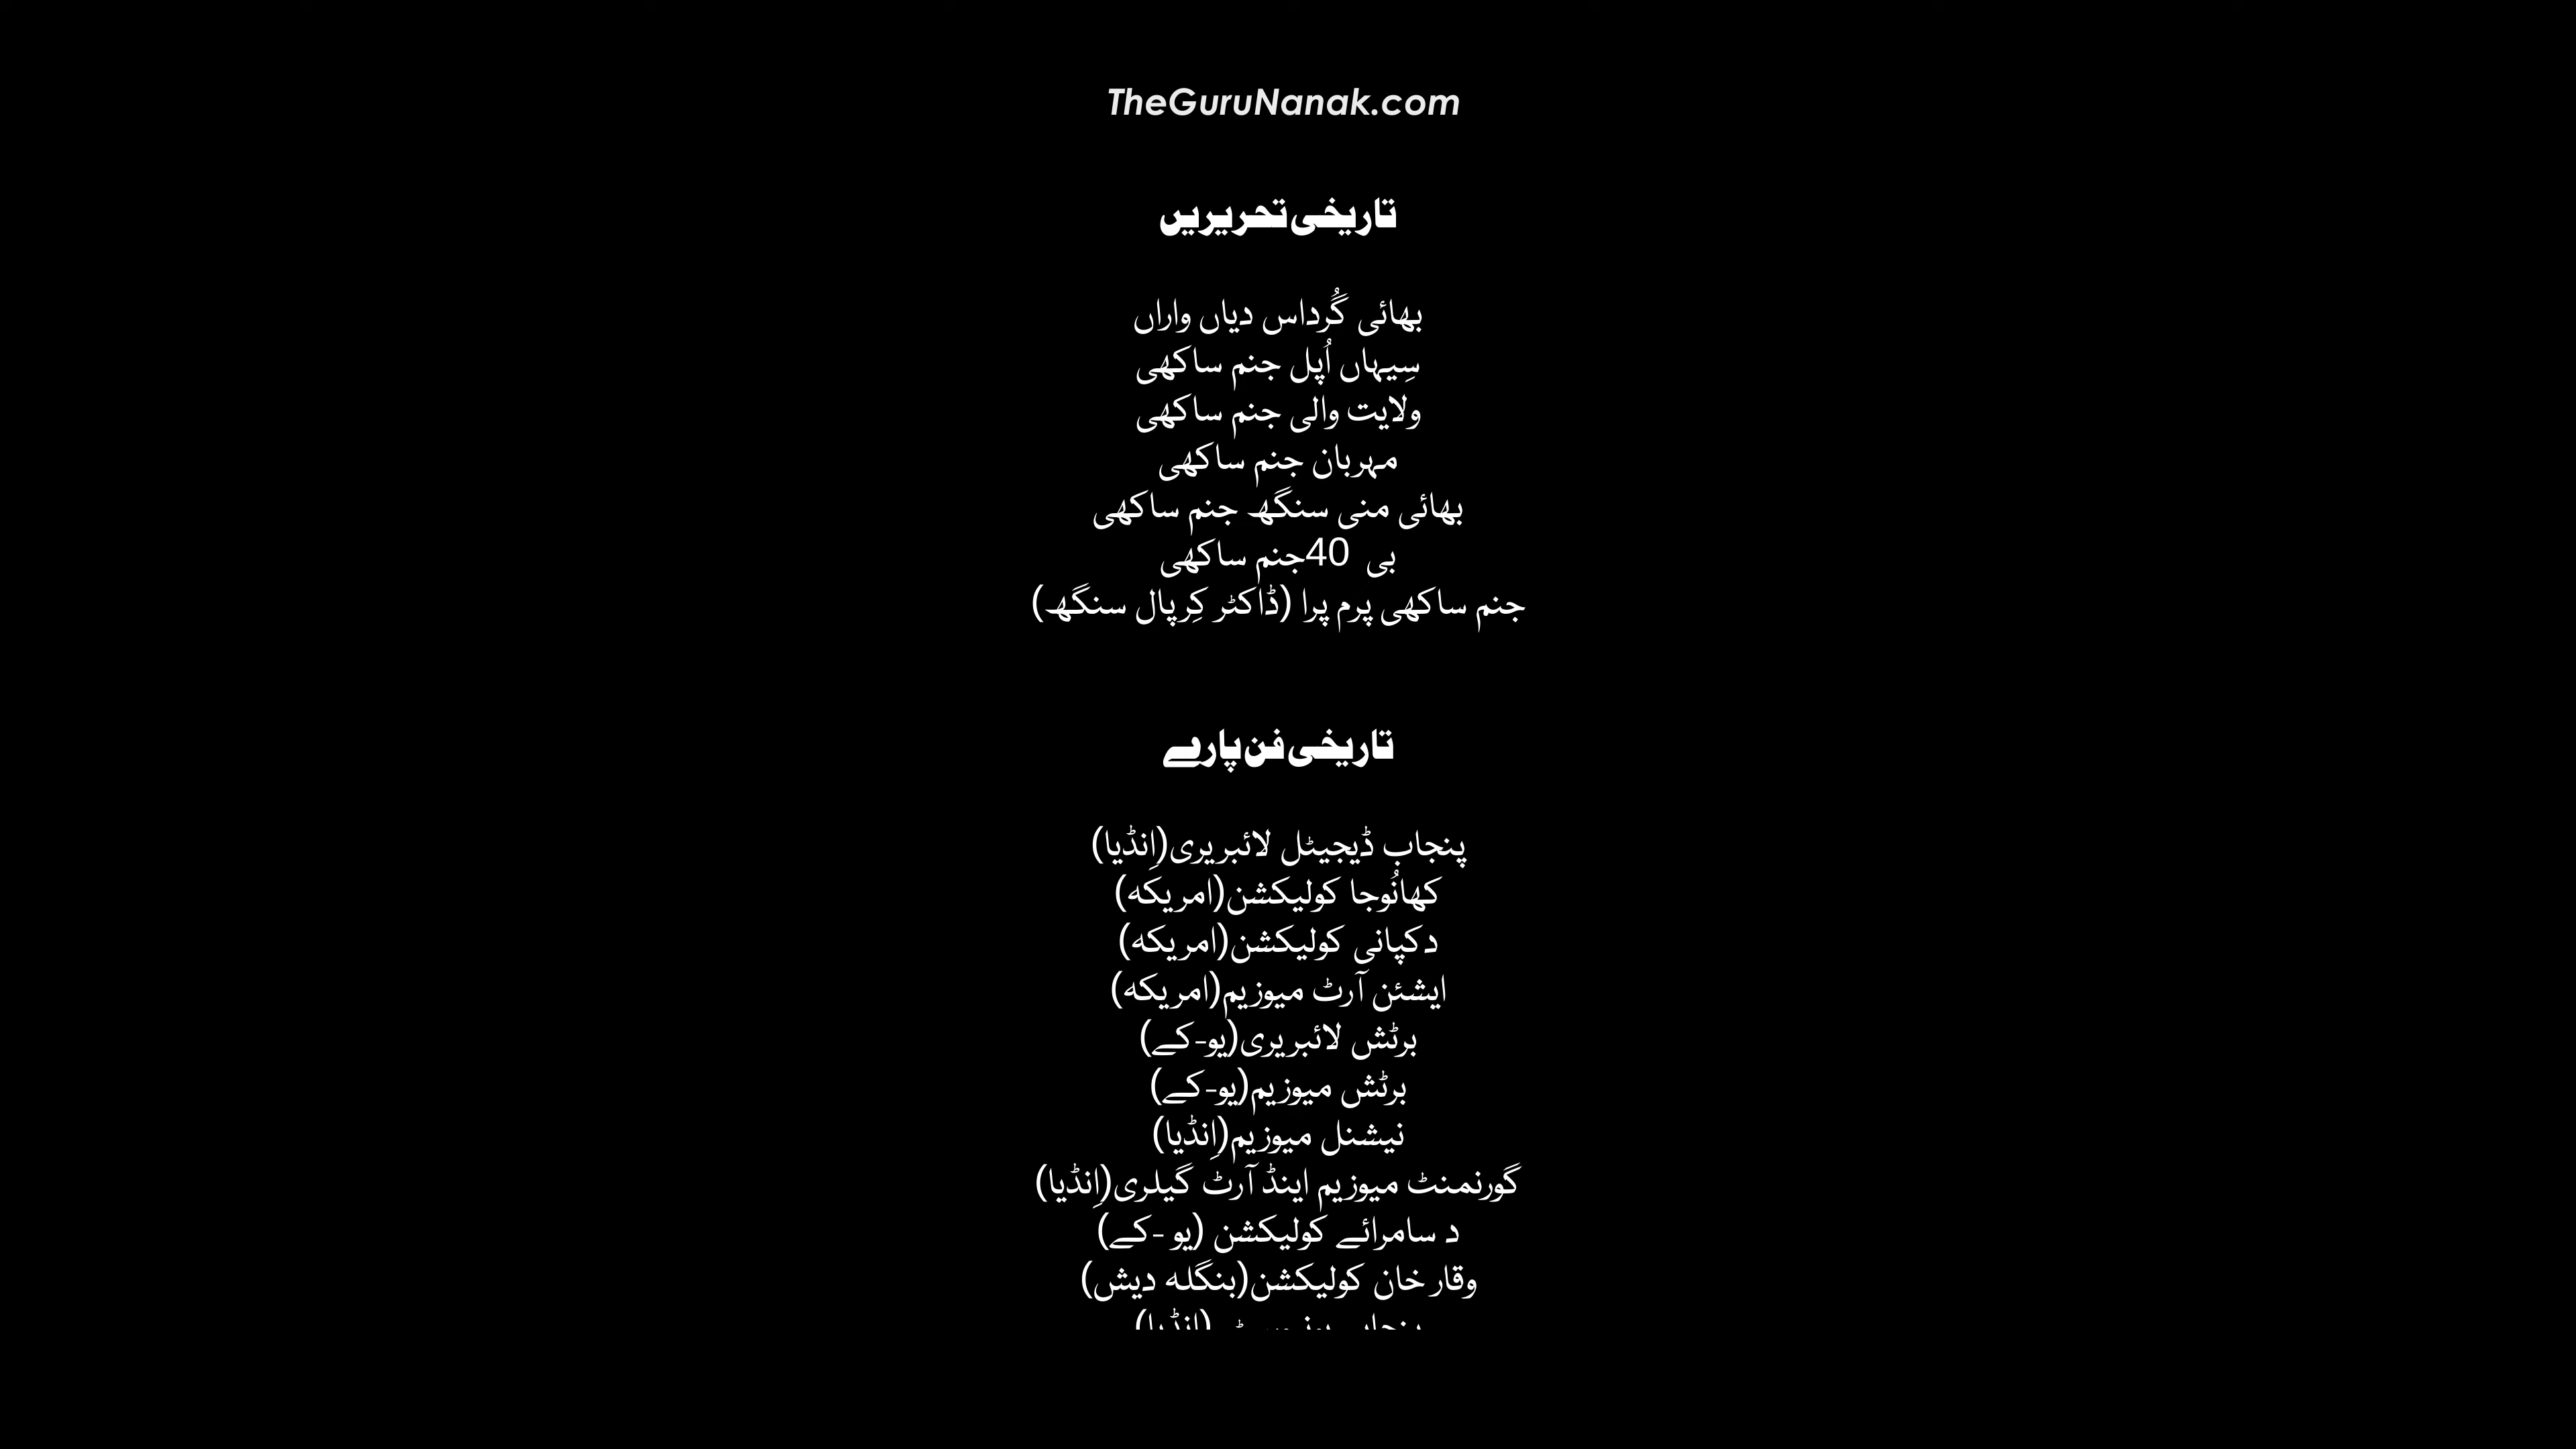 TheGuruNanak.com
تاریخی تحریریں
بھائی گُرداس دیاں واراں
سِیہاں اُپل جنم ساکھی
ولایت والی جنم ساکھی
مہربان جنم ساکھی
بھائی منی سنگھ جنم ساکھی
بی 40جنم ساکھی
جنم ساکھی پرم پرا (ڈاکٹر کِرپال سنگھ)
تاریخی فن پارے
پنجاب ڈیجیٹل لائبریری(اِنڈیا)
کھانُوجا کولیکشن(امریکہ)
دکپانی کولیکشن(امریکہ)
ایشئن آرٹ میوزیم(امریکہ)
برٹش لائبریری(یو-کے)
برٹش میوزیم(یو-کے)
نیشنل میوزیم(اِنڈیا)
گورنمنٹ میوزیم اینڈ آرٹ گیلری(اِنڈیا)
د سامرائے کولیکشن (یو -کے)
وقار خان کولیکشن(بنگلہ دیش)